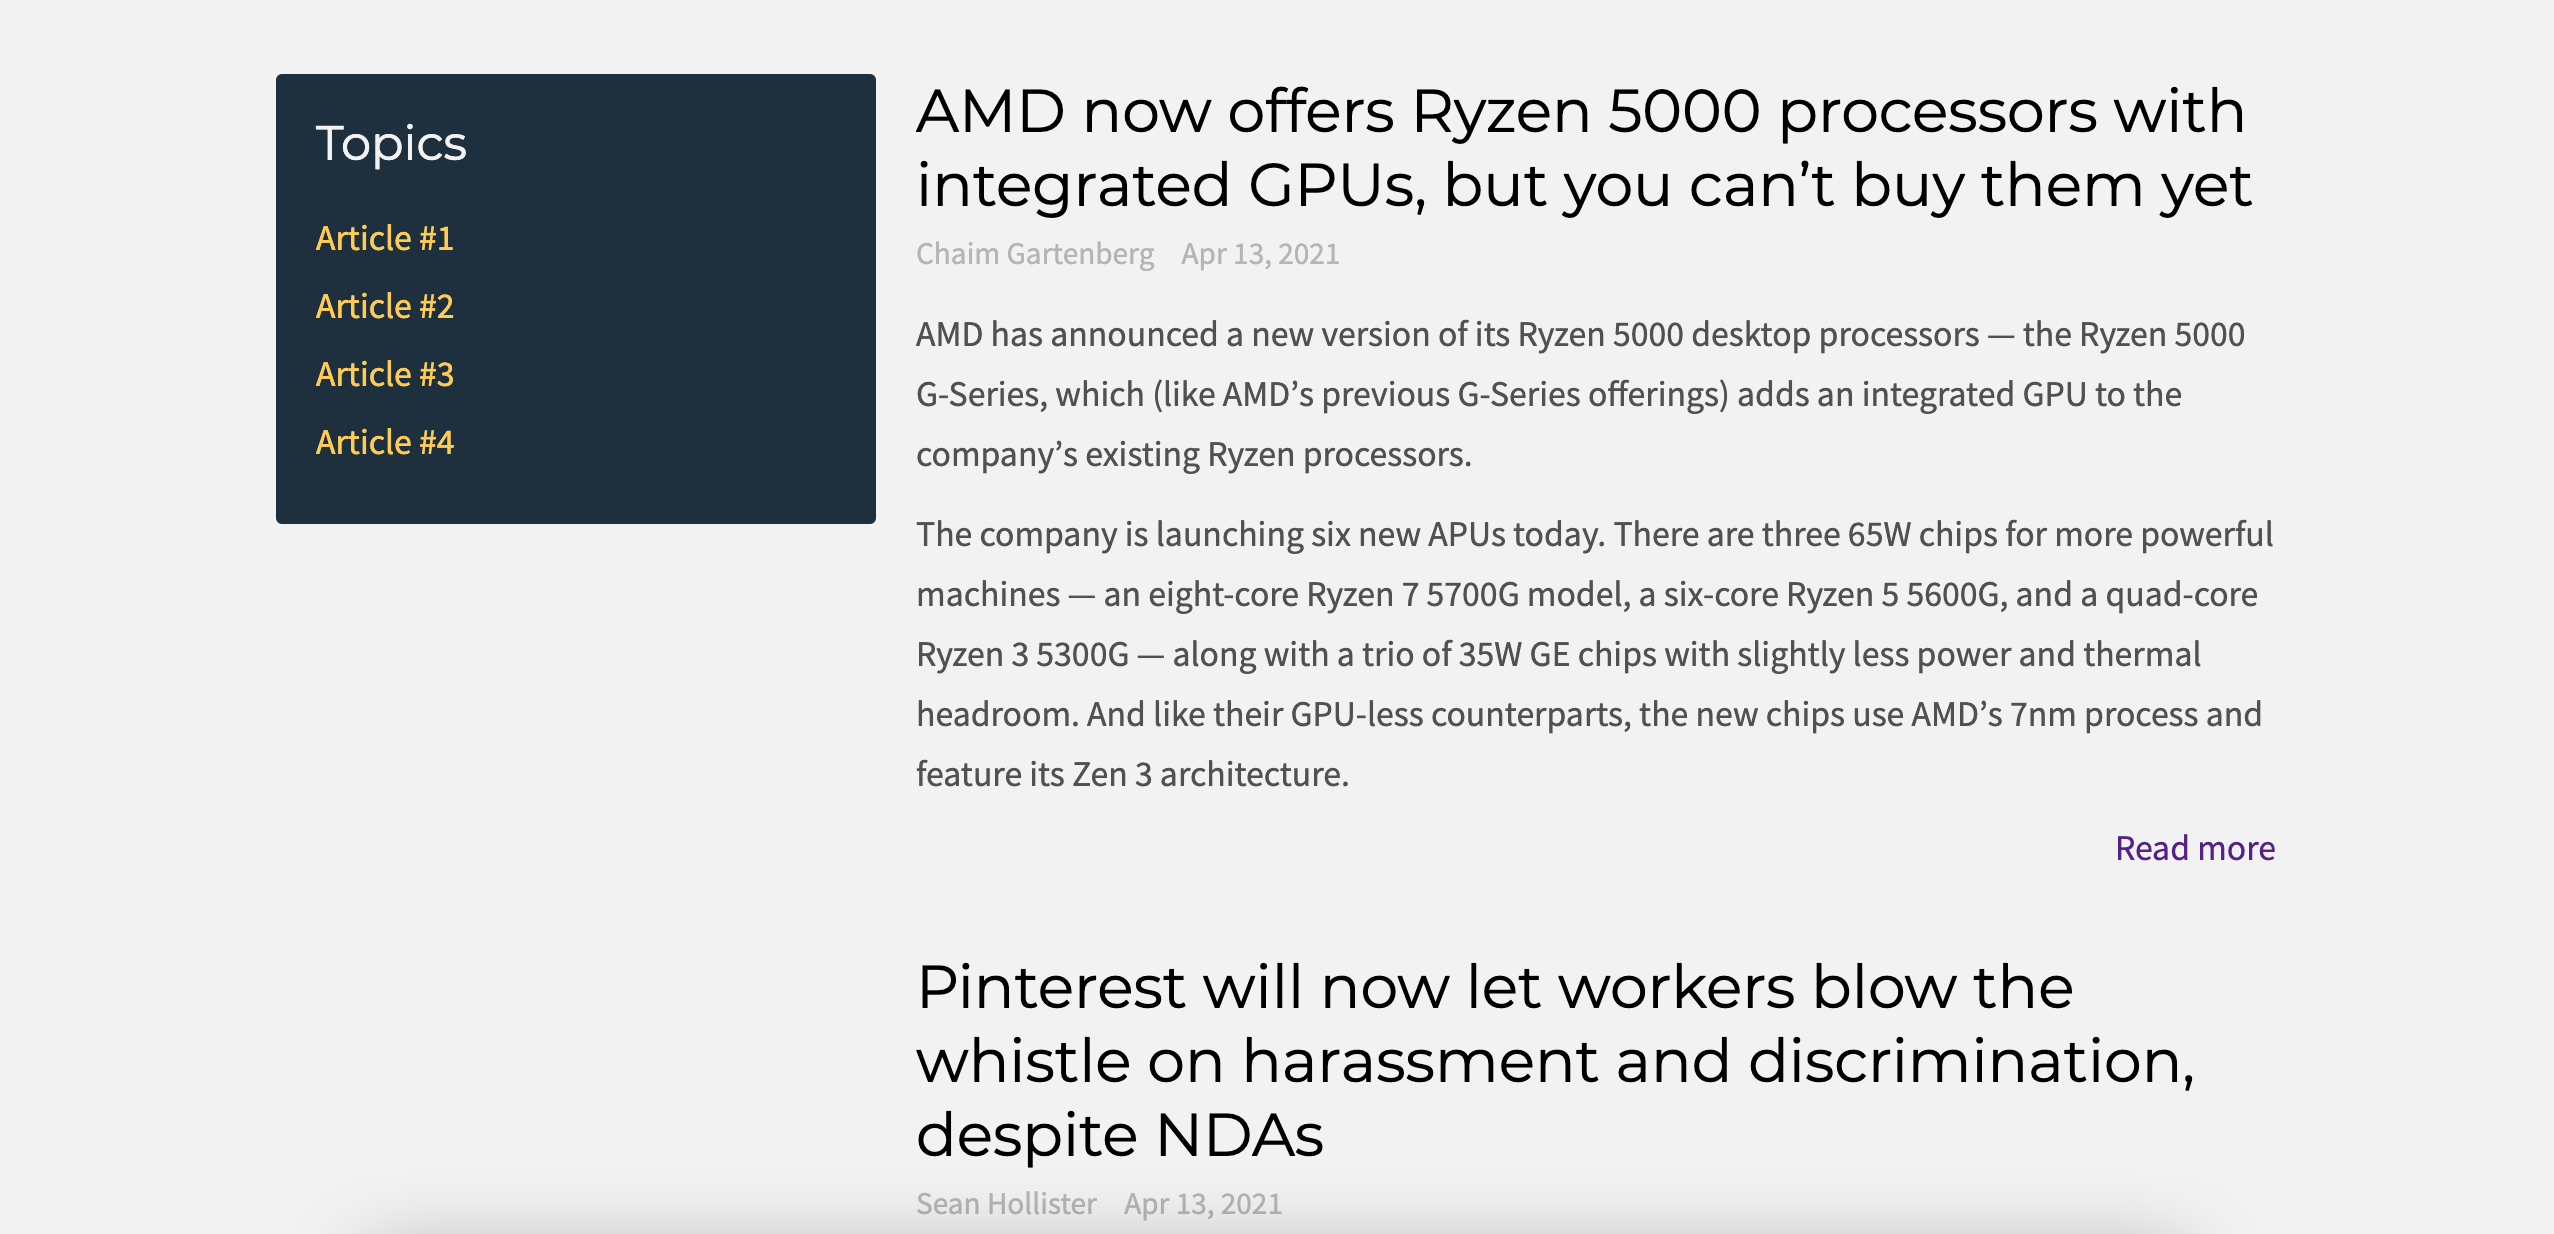 Topics
Article #1
Article #2
Article #3
Article #4
AMD now offers Ryzen 5000 processors with
integrated GPUs, but you can’t buy them yet
Chaim Gartenberg Apr 13, 2021
AMD has announced a new version of its Ryzen 5000 desktop processors — the Ryzen 5000
G-Series, which (like AMD’s previous G-Series offerings) adds an integrated GPU to the
company’s existing Ryzen processors.
The company is launching six new APUs today. There are three 65W chips for more powerful
machines — an eight-core Ryzen 7 5700G model, a six-core Ryzen 5 5600G, and a quad-core
Ryzen 3 5300G — along with a trio of 35W GE chips with slightly less power and thermal
headroom. And like their GPU-less counterparts, the new chips use AMD’s 7nm process and
feature its Zen 3 architecture.
Read more
Pinterest will now let workers blow the
whistle on harassment and discrimination,
despite NDAs
Sean Hollister Apr 13, 2021